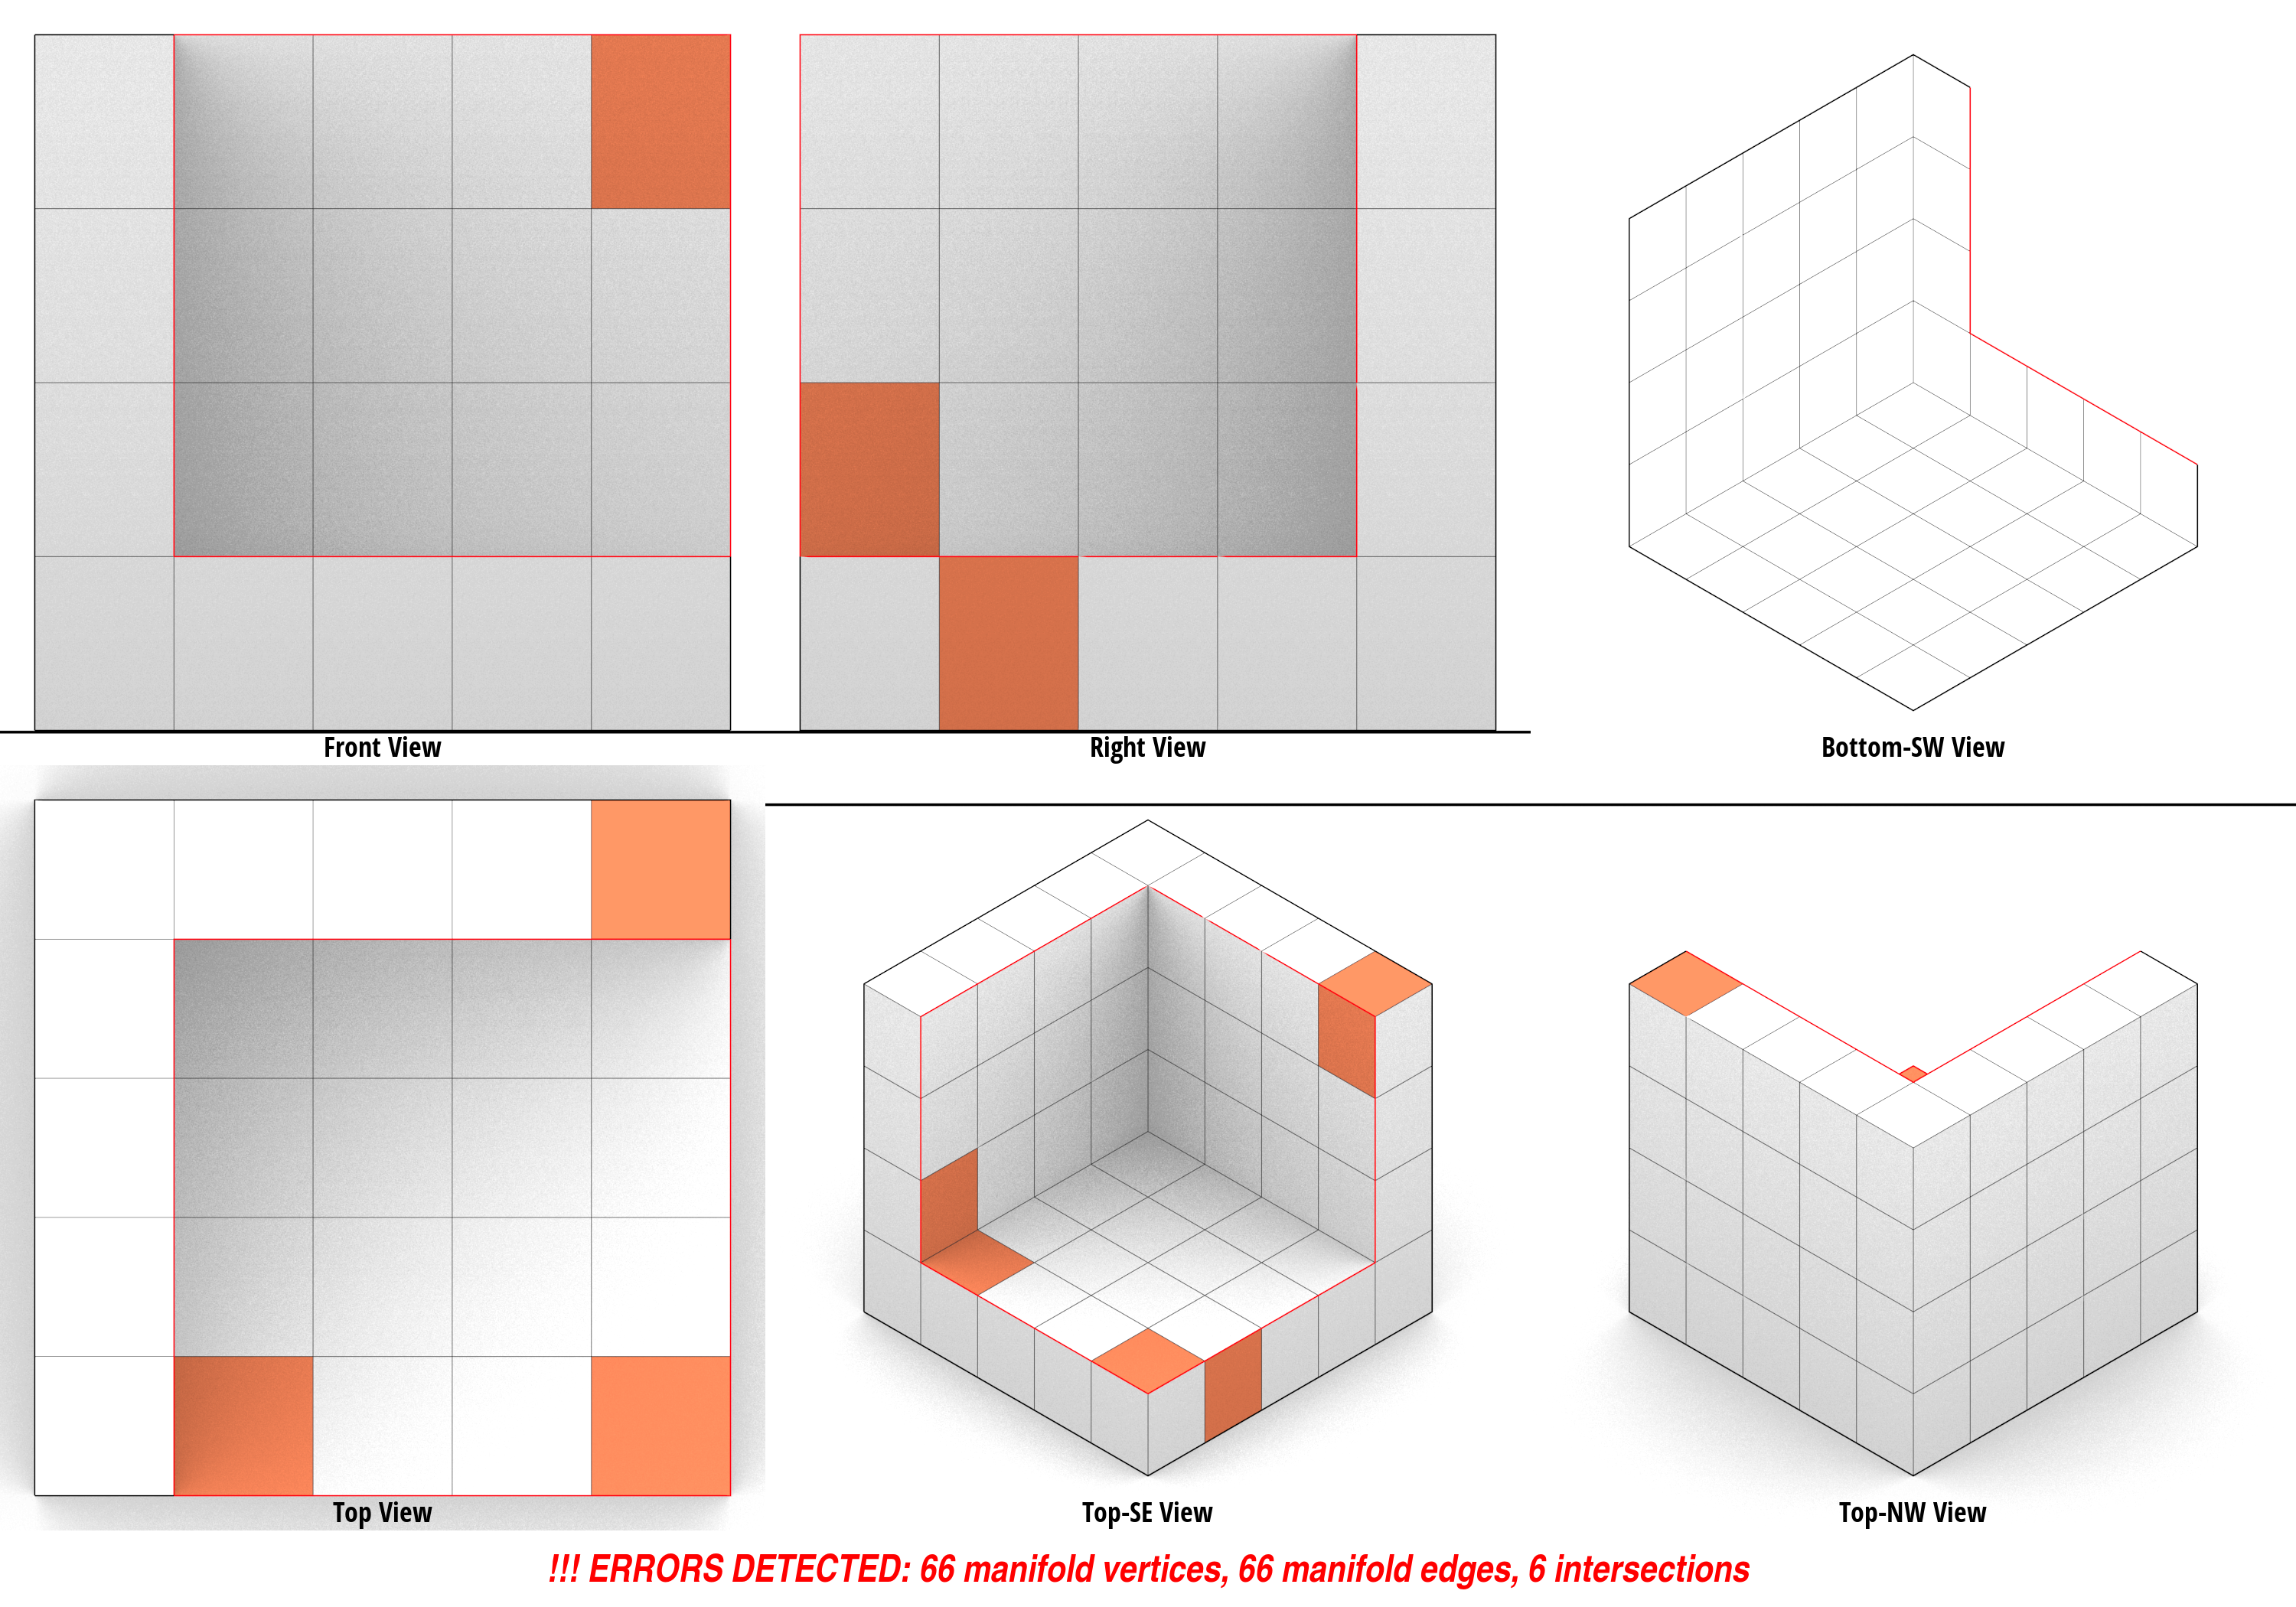 Front View
Right View
Bottom-SW View
Top View
Top-SE View
Top-NW View
!!! ERRORS DETECTED: 66 manifold vertices, 66 manifold edges, 6 intersections